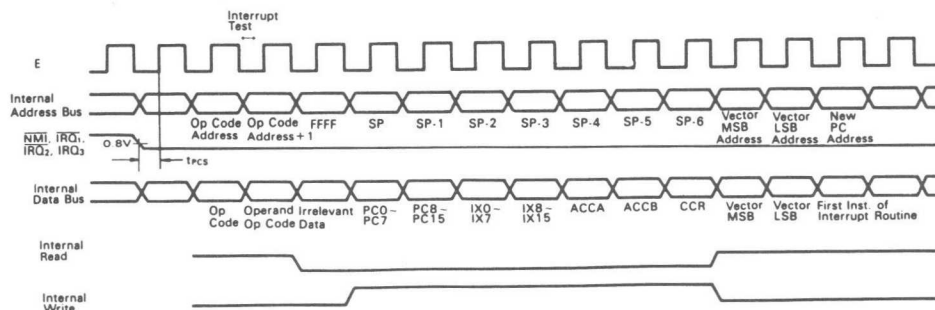 Interrupt
Test
E
Internal
Address Bus
Op Code
Address
Op Code
Address+1
FFFF
SP
SP-1
SP-2
SP-3
SP-4
SP-5
SP-6
Vector
MSB
Address
Vector
LSB
Address
New
PC
Address
NMI, IRQ1,
IRQ2, IRQ3
0.8V
tPCS
Internal
Data Bus
Op
Code
Operand
Op Code
Irrelevant
Data
PC0~
PC7
PC8~
PC15
IX0~
IX7
IX8~
IX15
ACCA
ACCB
CCR
Vector
MSB
Vector
LSB
First Inst. of
Interrupt Routine
Internal
Read
Internal
Write